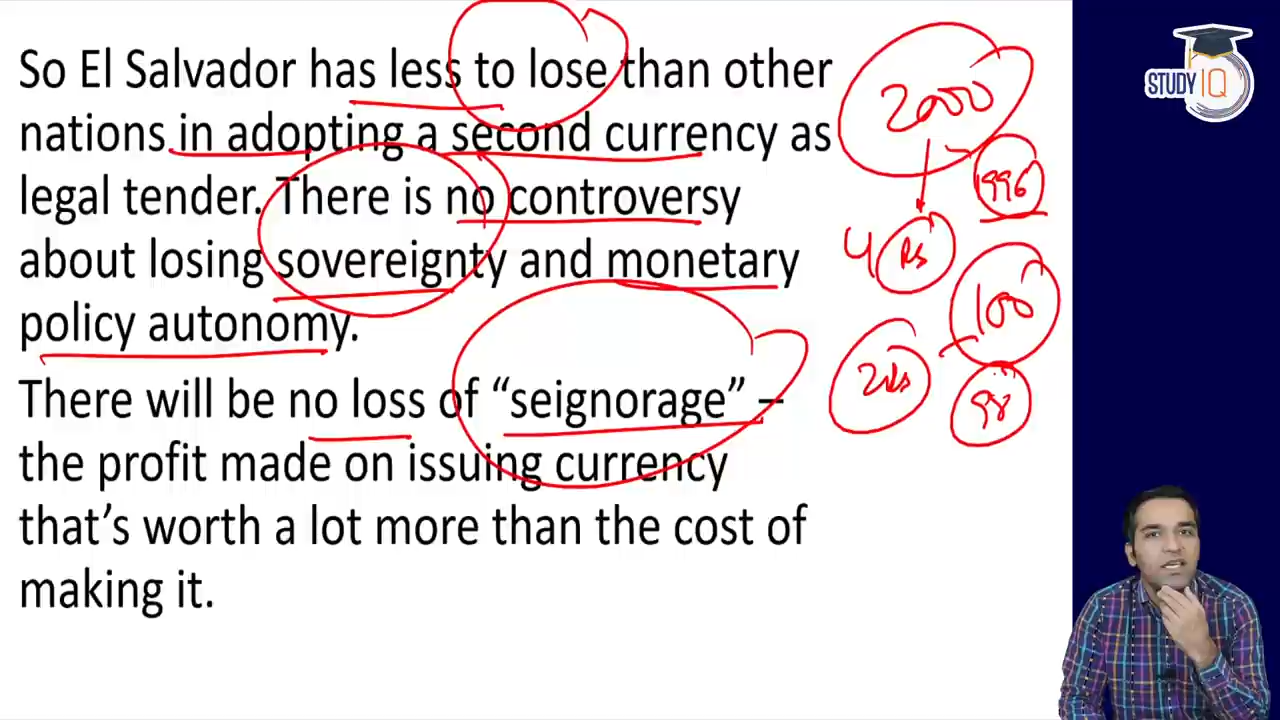 So El Salvador has less to lose than other
nations in adopting a second currency as
legal tender. There is no controversy
about losing sovereignty and monetary
policy autonomy.
There will be no loss of “seignorage” –
the profit made on issuing currency
that’s worth a lot more than the cost of
making it.
2000
1996
4 Rs
100
2 Rs
98
STUDY IQ